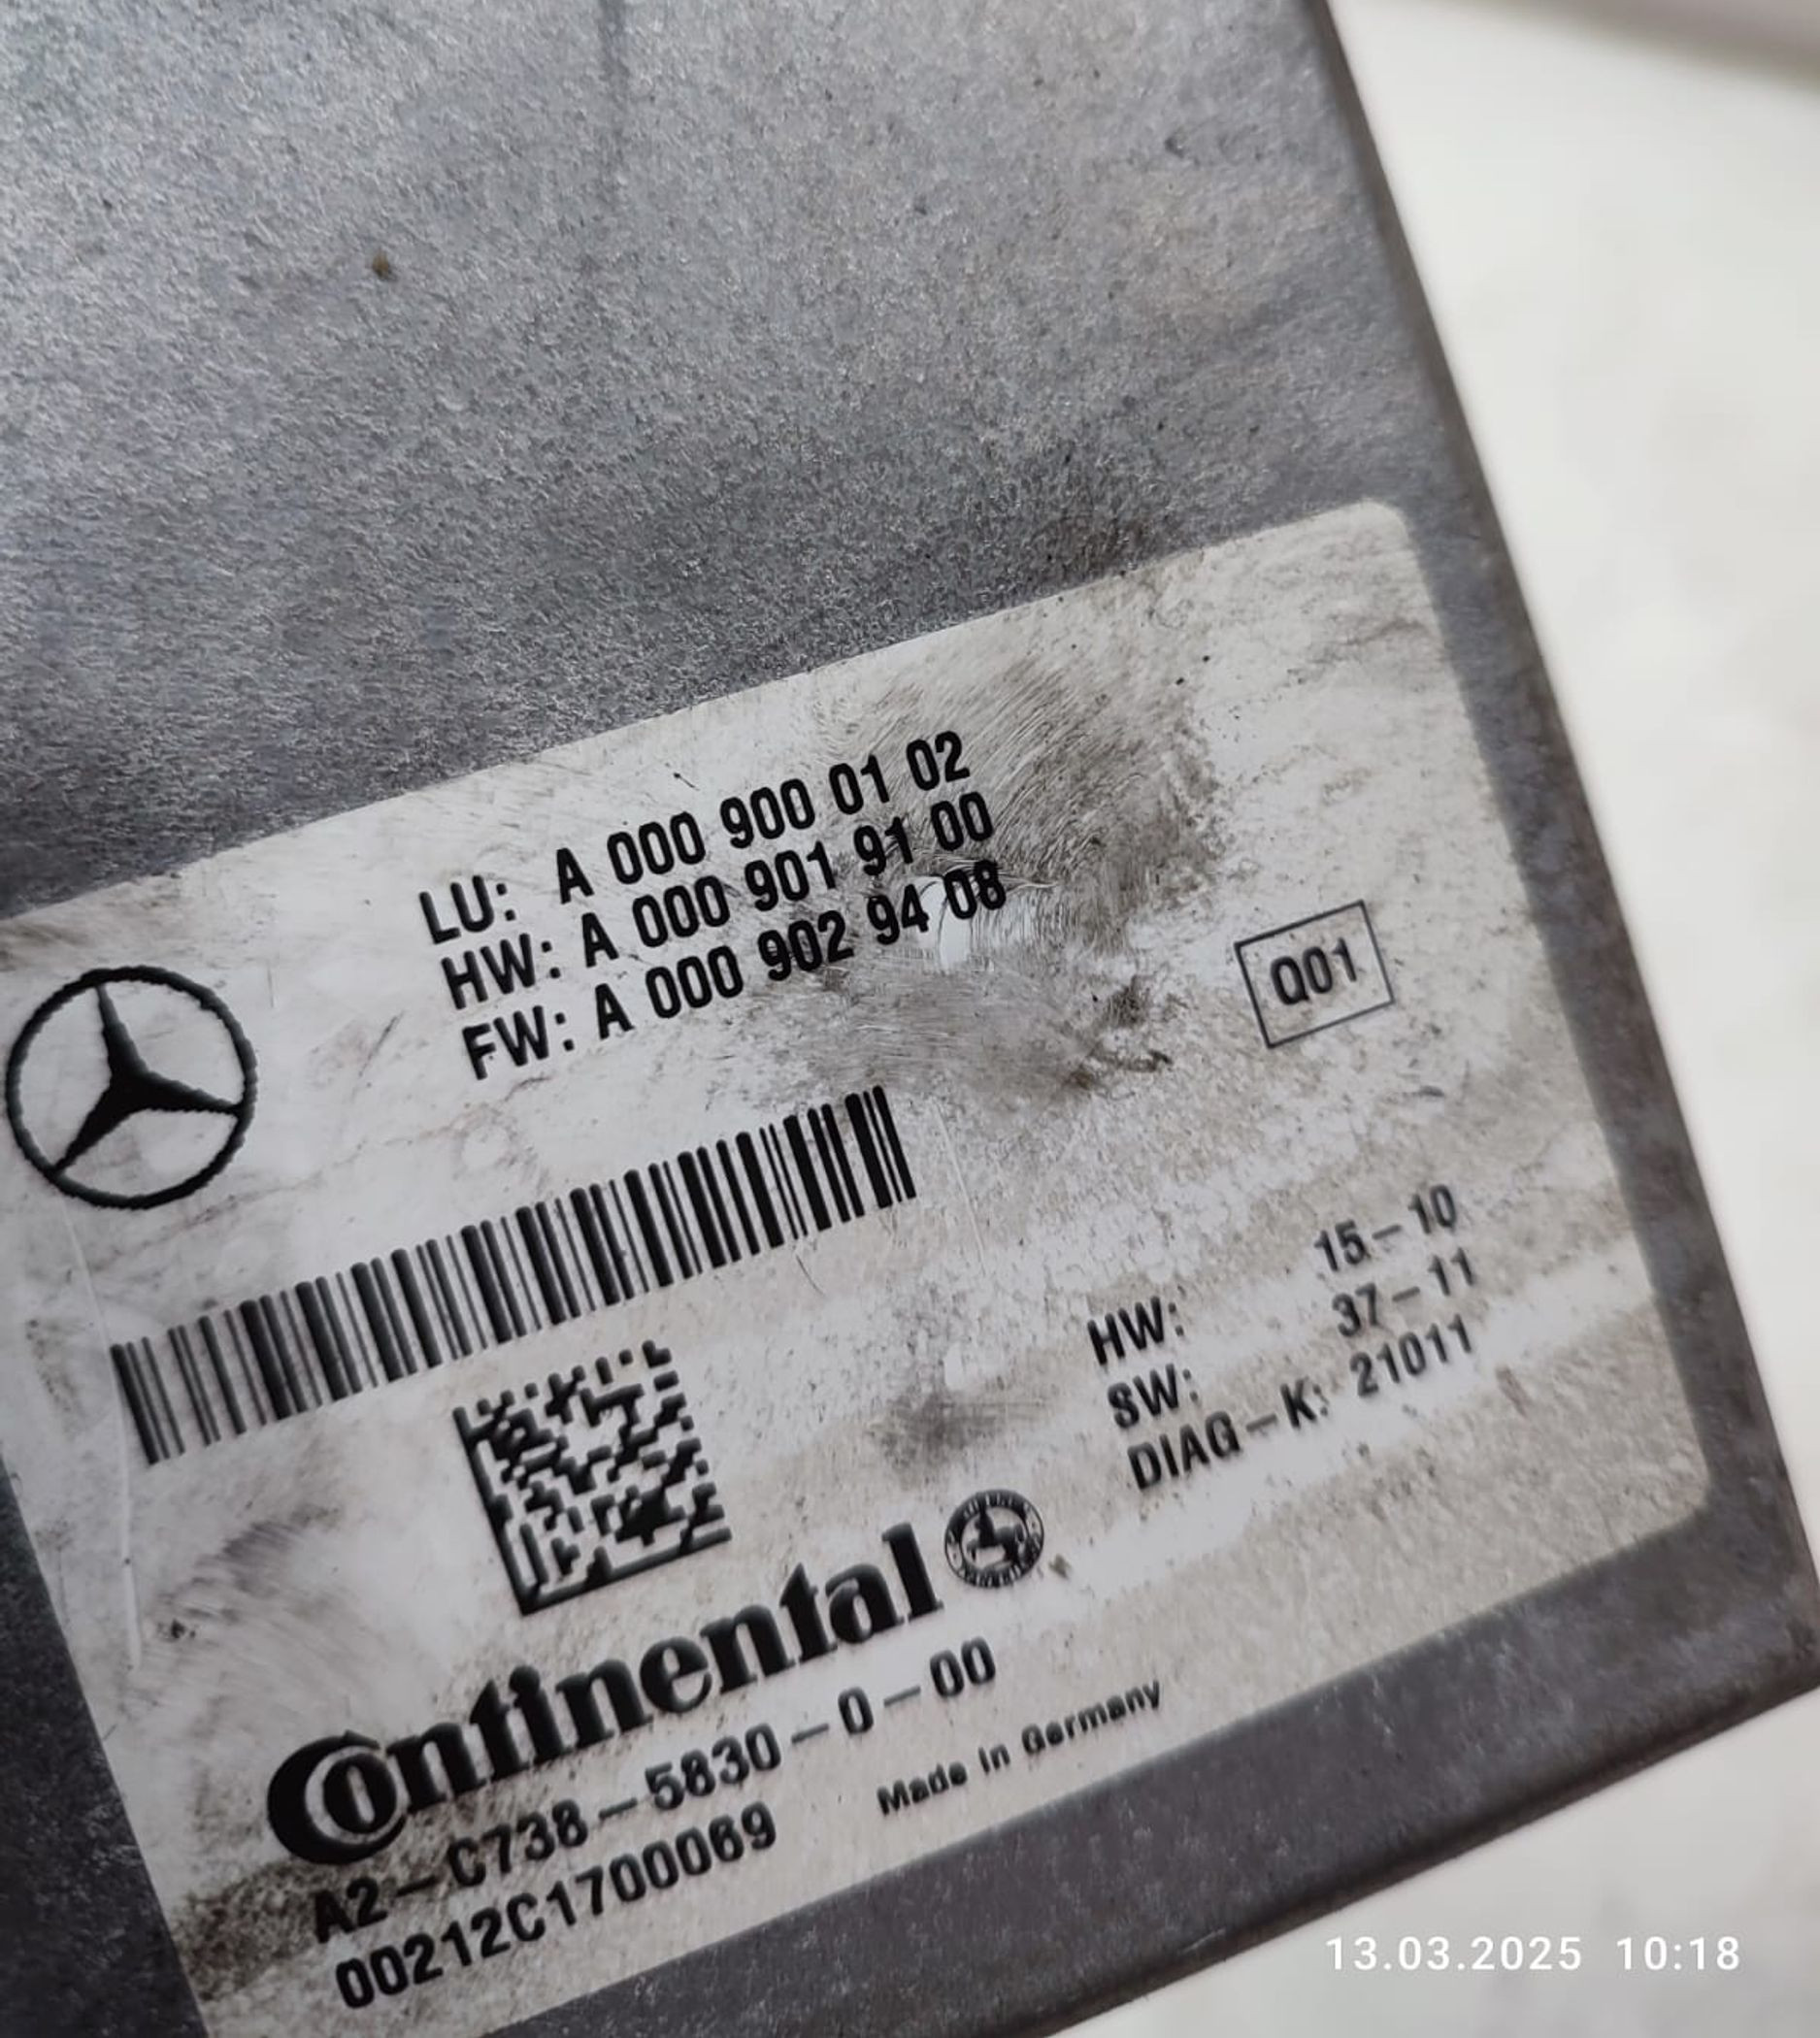 LU: A 000 900 01 02
HW: A 000 901 91 00
FW: A 000 902 94 08
Q01
HW: 15-10
SW: 37-11
DIAG-K: 21011
Continental
A2-C738-5830-0-00
00212C1700069
Made in Germany
13.03.2025 10:18